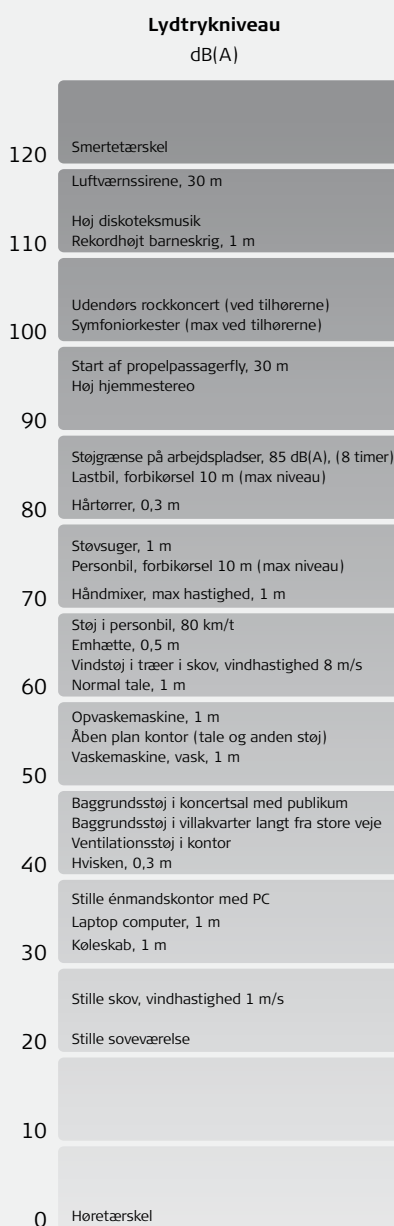 Lydtrykniveau
dB(A)
120 Smertetærskel
Luftværnssirene, 30 m
Høj diskoteksmusik
110 Rekordhøjt barneskrig, 1 m
Udendørs rockkoncert (ved tilhørerne)
100 Symfoniorkester (max ved tilhørerne)
Start af propelpassagerfly, 30 m
Høj hjemmestereo
90
Støjgrænse på arbejdspladser, 85 dB(A), (8 timer)
Lastbil, forbikørsel 10 m (max niveau)
80 Hårtørrer, 0,3 m
Støvsuger, 1 m
Personbil, forbikørsel 10 m (max niveau)
70 Håndmixer, max hastighed, 1 m
Støj i personbil, 80 km/t
Emhætte, 0,5 m
Vindstøj i træer i skov, vindhastighed 8 m/s
60 Normal tale, 1 m
Opvaskemaskine, 1 m
Åben plan kontor (tale og anden støj)
Vaskemaskine, vask, 1 m
50
Baggrundsstøj i koncertsal med publikum
Baggrundsstøj i villakvarter langt fra store veje
Ventilationsstøj i kontor
40 Hvisken, 0,3 m
Stille énmandskontor med PC
Laptop computer, 1 m
30 Køleskab, 1 m
Stille skov, vindhastighed 1 m/s
20 Stille soveværelse
10
0 Høretærskel